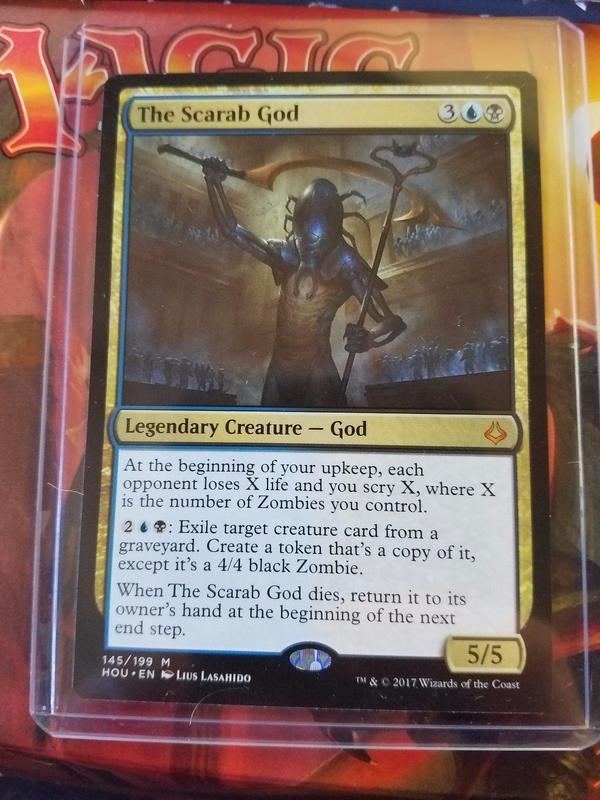 MAGIC
The Scarab God 3
Legendary Creature — God
At the beginning of your upkeep, each
opponent loses X life and you scry X, where X
is the number of Zombies you control.
2 : Exile target creature card from a
graveyard. Create a token that's a copy of it,
except it's a 4/4 black Zombie.
When The Scarab God dies, return it to its
owner's hand at the beginning of the next
end step.
5/5
145/199 M
HOU • EN Lius Lasahido
™ & © 2017 Wizards of the Coast